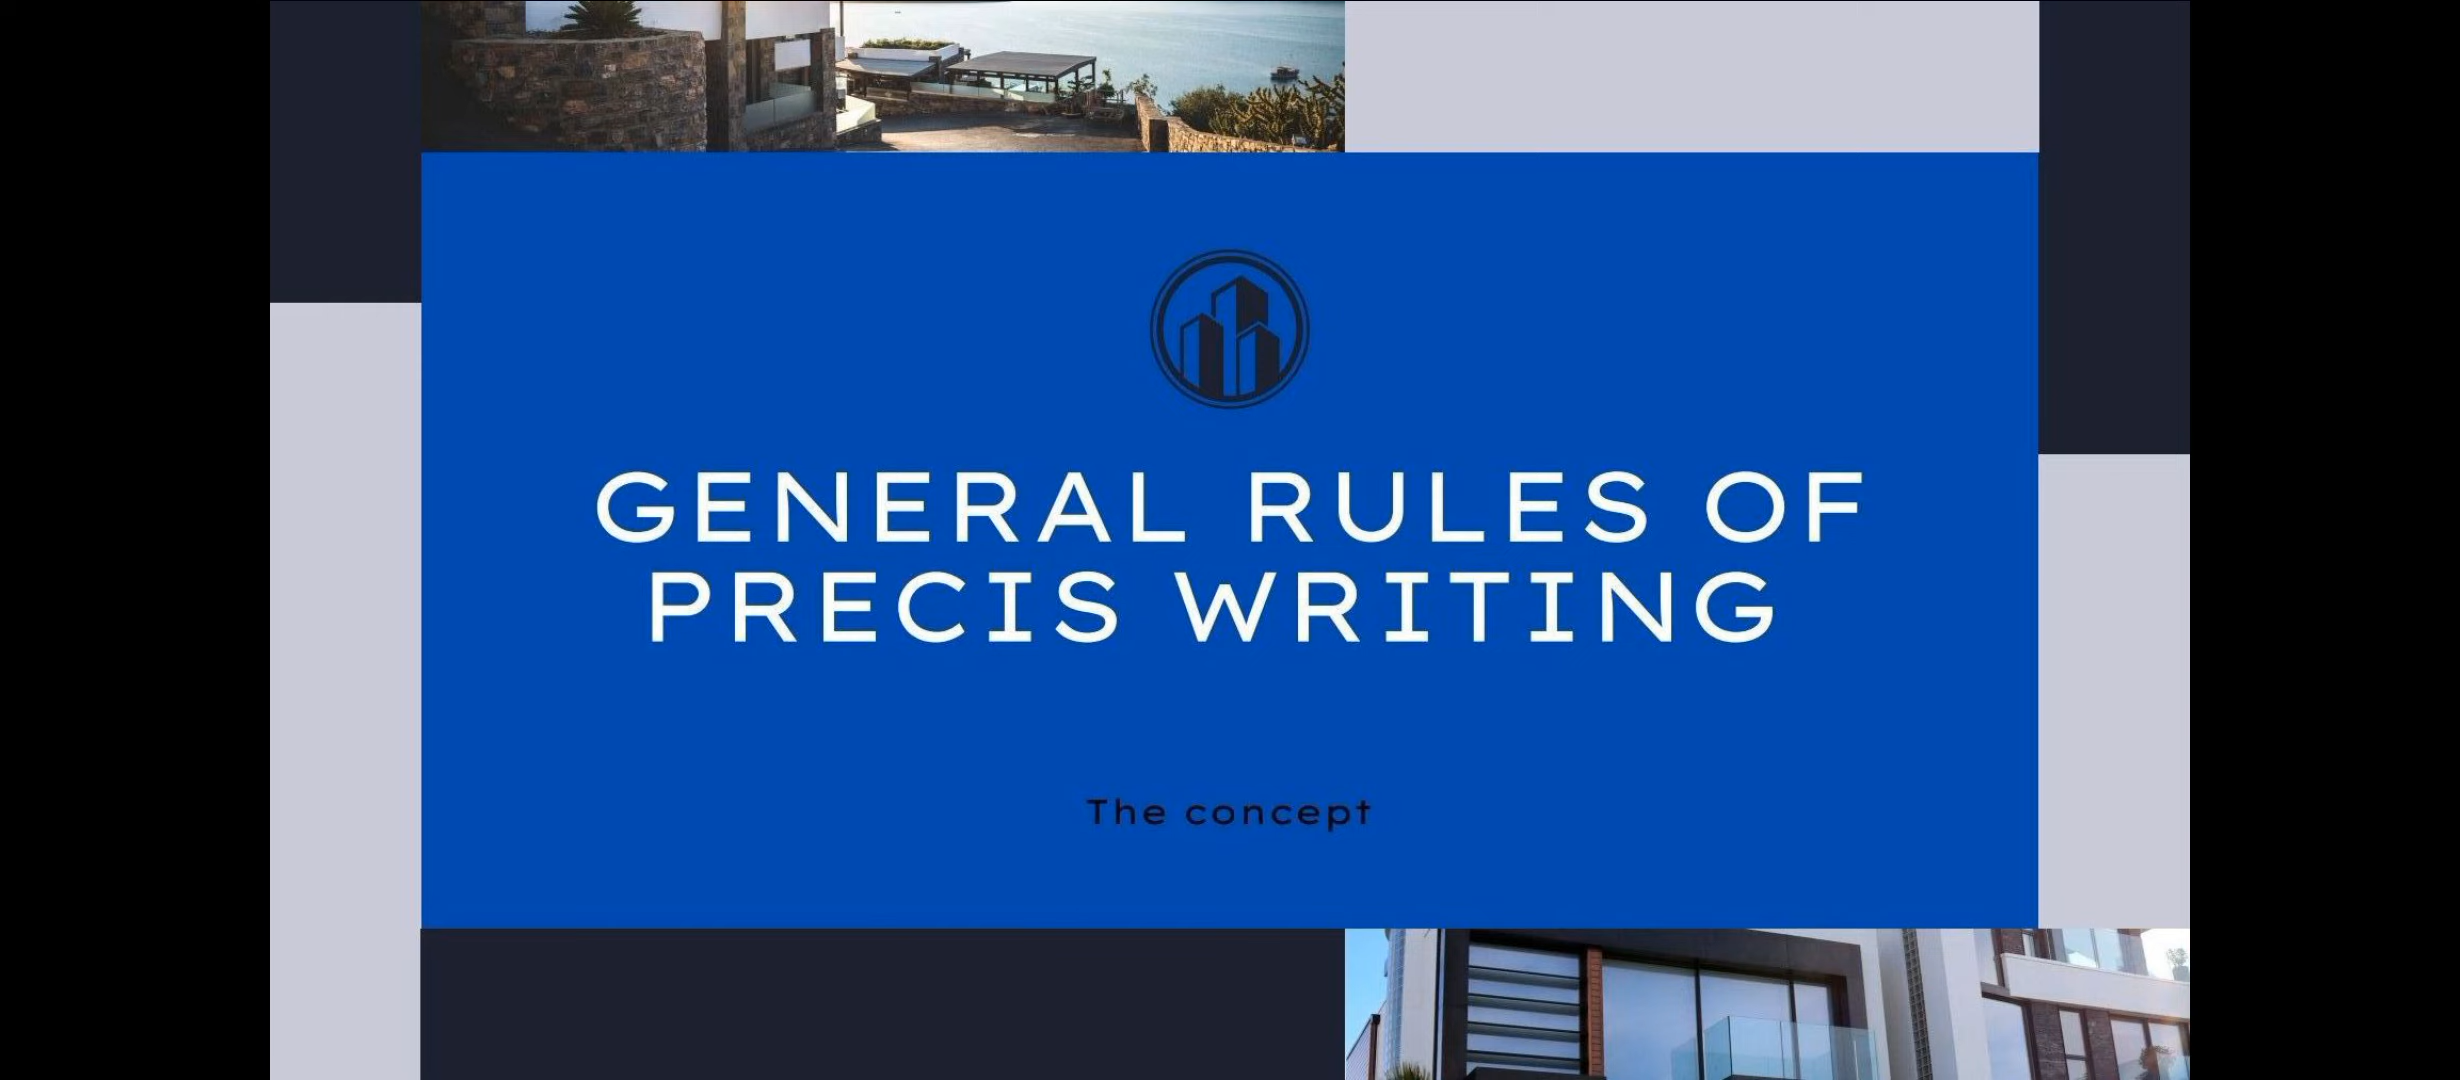 GENERAL RULES OF
PRECIS WRITING
The concept